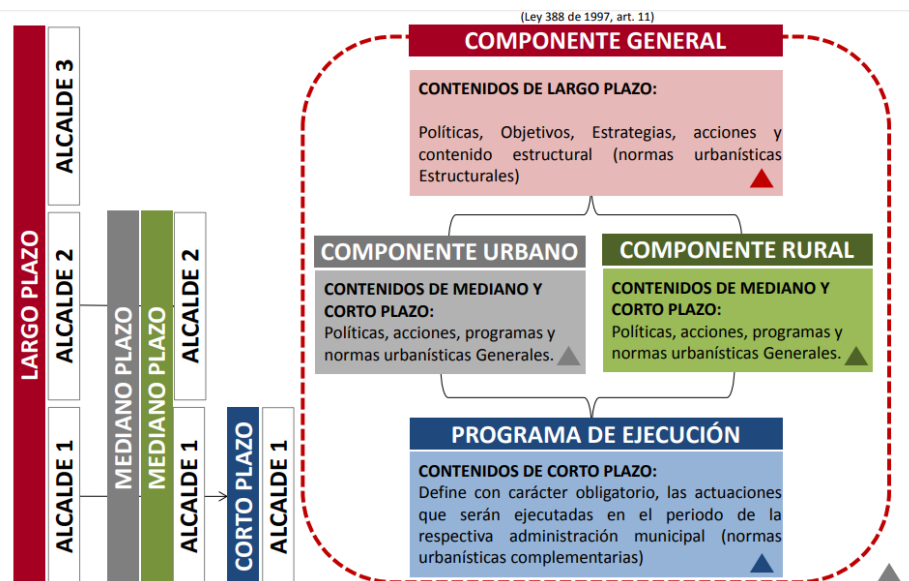 (Ley 388 de 1997, art. 11)
COMPONENTE GENERAL
CONTENIDOS DE LARGO PLAZO:
Políticas, Objetivos, Estrategias, acciones y
contenido estructural (normas urbanísticas
Estructurales)
COMPONENTE URBANO
CONTENIDOS DE MEDIANO Y
CORTO PLAZO:
Políticas, acciones, programas y
normas urbanísticas Generales.
COMPONENTE RURAL
CONTENIDOS DE MEDIANO Y
CORTO PLAZO:
Políticas, acciones, programas y
normas urbanísticas Generales.
PROGRAMA DE EJECUCIÓN
CONTENIDOS DE CORTO PLAZO:
Define con carácter obligatorio, las actuaciones
que serán ejecutadas en el periodo de la
respectiva administración municipal (normas
urbanísticas complementarias)
LARGO PLAZO
ALCALDE 3
ALCALDE 2
ALCALDE 1
MEDIANO PLAZO
MEDIANO PLAZO
ALCALDE 2
ALCALDE 1
CORTO PLAZO
ALCALDE 1